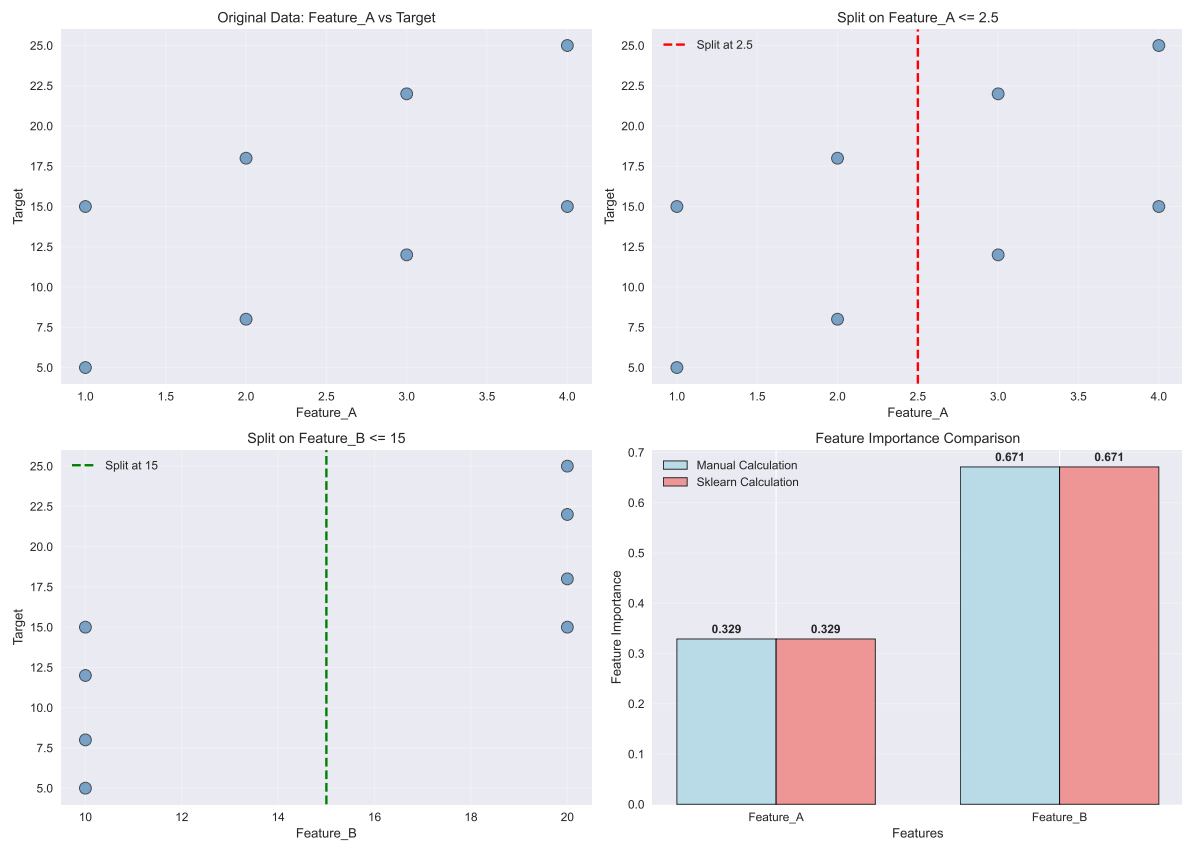 Original Data: Feature_A vs Target
25.0
22.5
20.0
17.5
15.0
12.5
10.0
7.5
5.0
Target
1.0 1.5 2.0 2.5 3.0 3.5 4.0
Feature_A
Split on Feature_A <= 2.5
Split at 2.5
25.0
22.5
20.0
17.5
15.0
12.5
10.0
7.5
5.0
Target
1.0 1.5 2.0 2.5 3.0 3.5 4.0
Feature_A
Split on Feature_B <= 15
Split at 15
25.0
22.5
20.0
17.5
15.0
12.5
10.0
7.5
5.0
Target
10 12 14 16 18 20
Feature_B
Feature Importance Comparison
Manual Calculation
Sklearn Calculation
0.671 0.671
0.329 0.329
0.7
0.6
0.5
0.4
0.3
0.2
0.1
0.0
Feature Importance
Feature_A Feature_B
Features